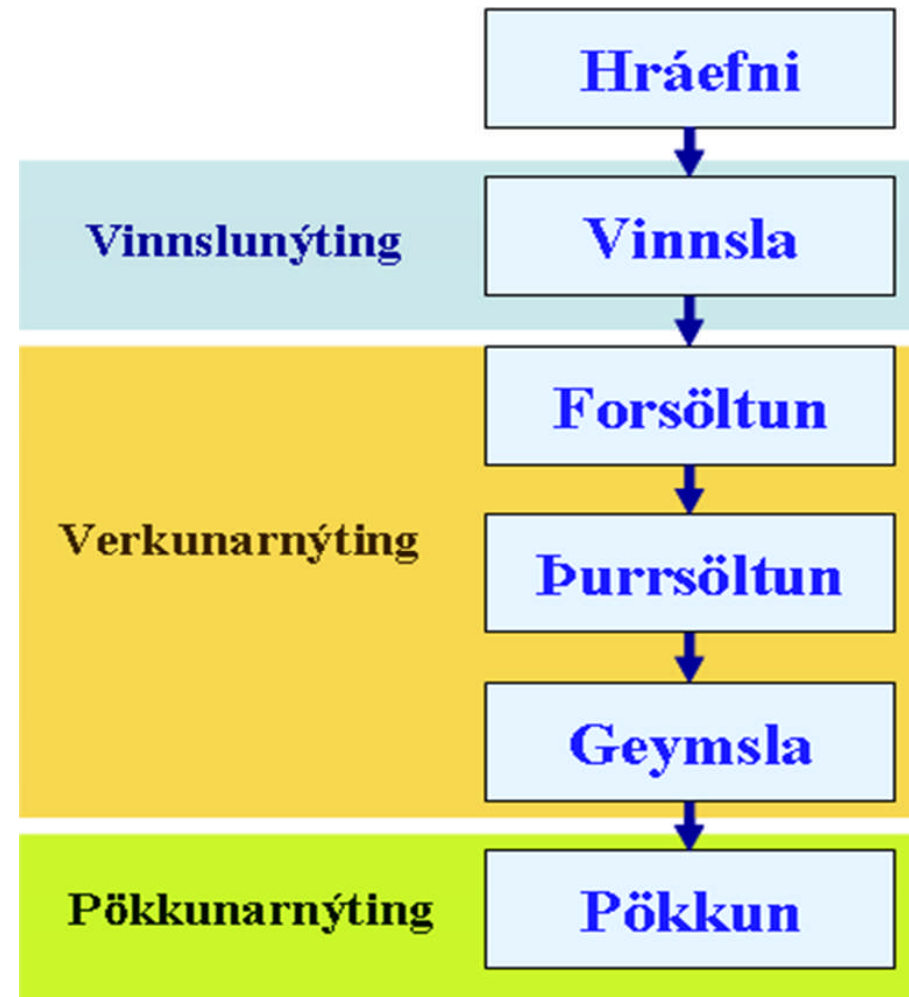 Hráefni
Vinnslunýting
Vinnsla
Forsöltun
Verkunarnýting
Þurrsöltun
Geymsla
Pökkunarnýting
Pökkun